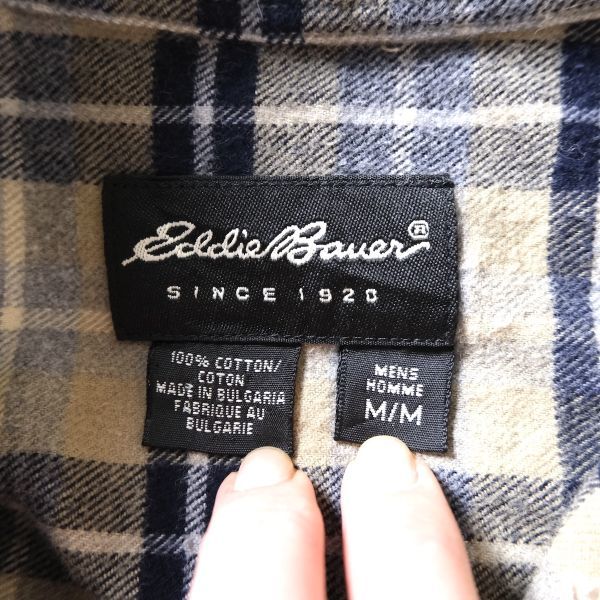 Eddie Bauer®
SINCE 1920
100% COTTON/
COTON
MADE IN BULGARIA
FABRIQUE AU
BULGARIE
MENS
HOMME
M/M